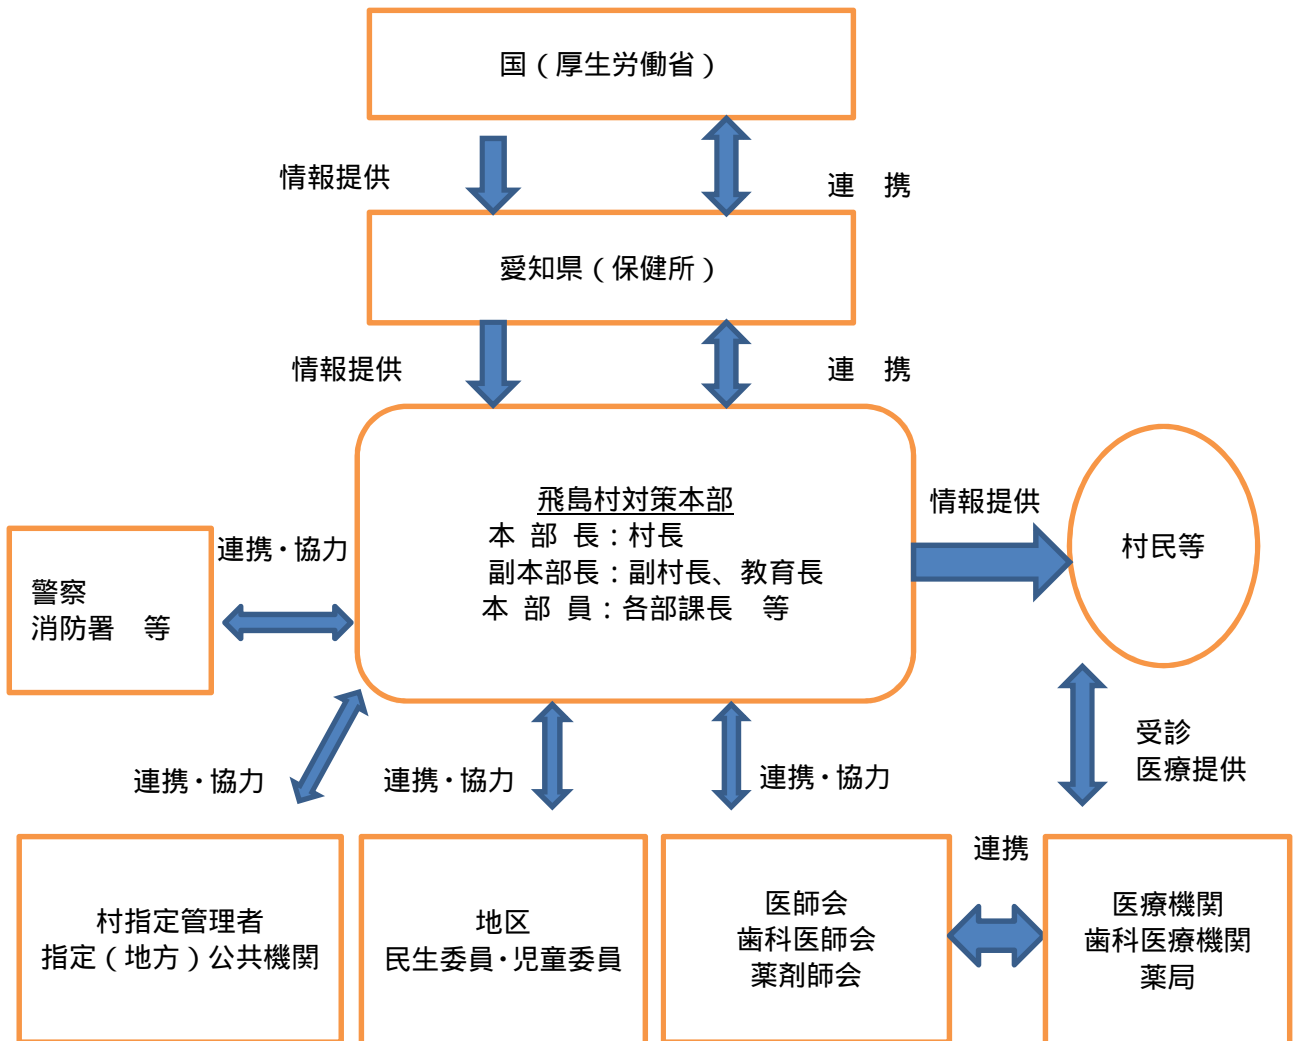 国（厚生労働省）
情報提供
連　携
愛知県（保健所）
情報提供
連　携
飛島村対策本部
本 部 長：村長
副本部長：副村長、教育長
本 部 員：各部課長　等
情報提供
村民等
連携・協力
警察
消防署　等
連携・協力
連携・協力
連携・協力
受診
医療提供
村指定管理者
指定（地方）公共機関
地区
民生委員・児童委員
医師会
歯科医師会
薬剤師会
連携
医療機関
歯科医療機関
薬局